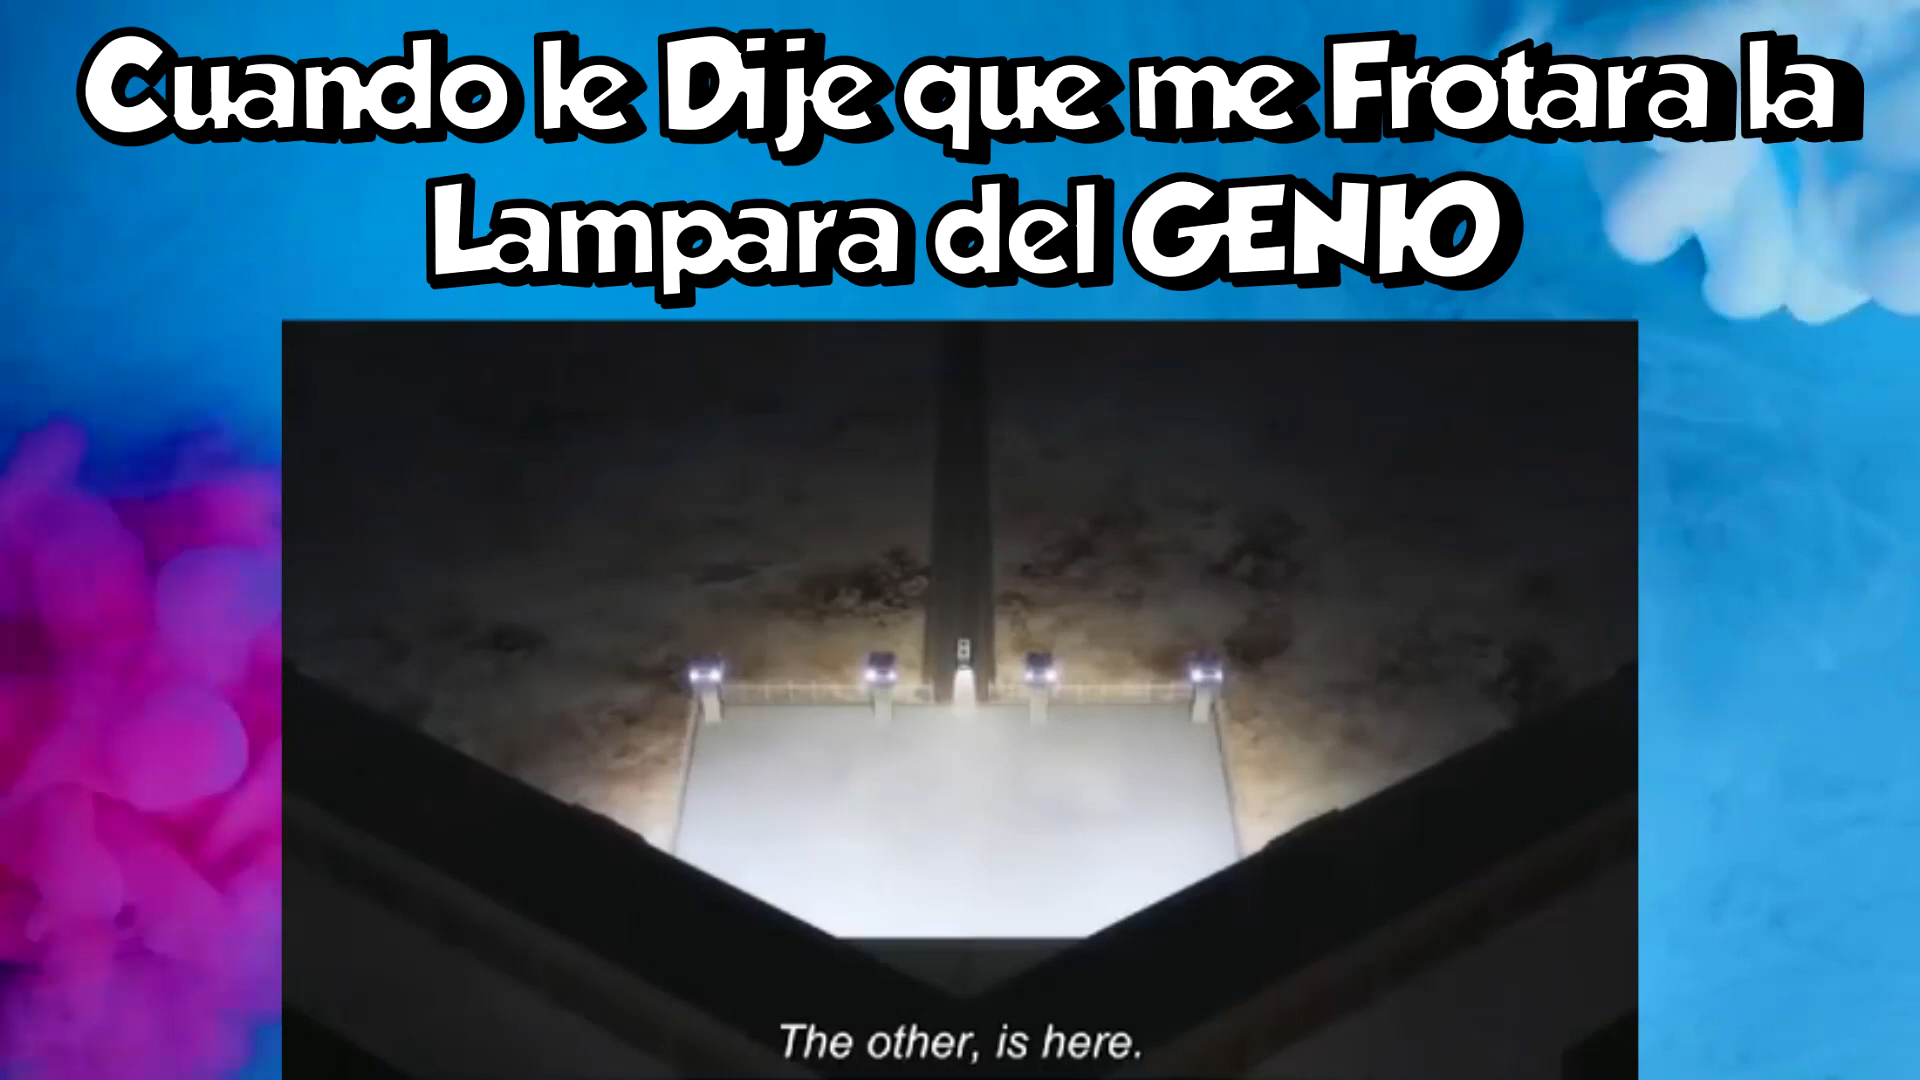 Cuando le Dije que me Frotara la
Lampara del GENIO
The other, is here.